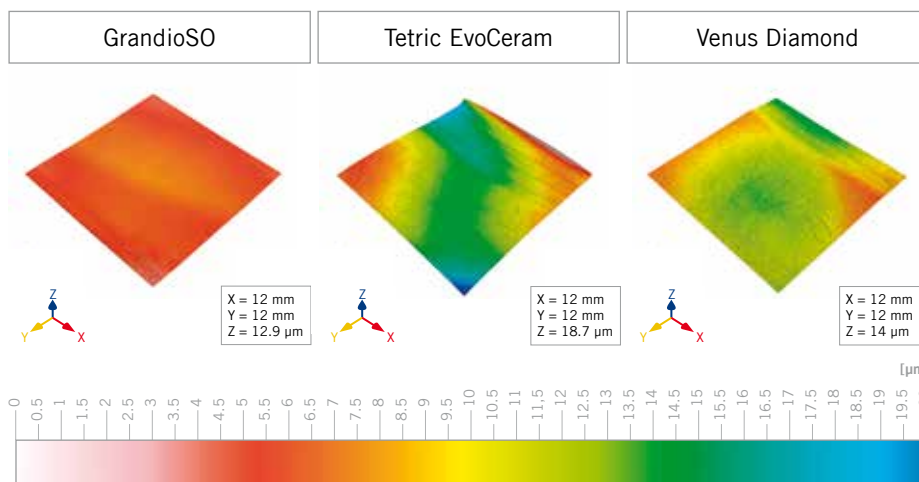 GrandioSO
Tetric EvoCeram
Venus Diamond
Z
Y
X
X = 12 mm
Y = 12 mm
Z = 12.9 µm
Z
Y
X
X = 12 mm
Y = 12 mm
Z = 18.7 µm
Z
Y
X
X = 12 mm
Y = 12 mm
Z = 14 µm
0 0.5 1 1.5 2 2.5 3 3.5 4 4.5 5 5.5 6 6.5 7 7.5 8 8.5 9 9.5 10 10.5 11 11.5 12 12.5 13 13.5 14 14.5 15 15.5 16 16.5 17 17.5 18 18.5 19 19.5